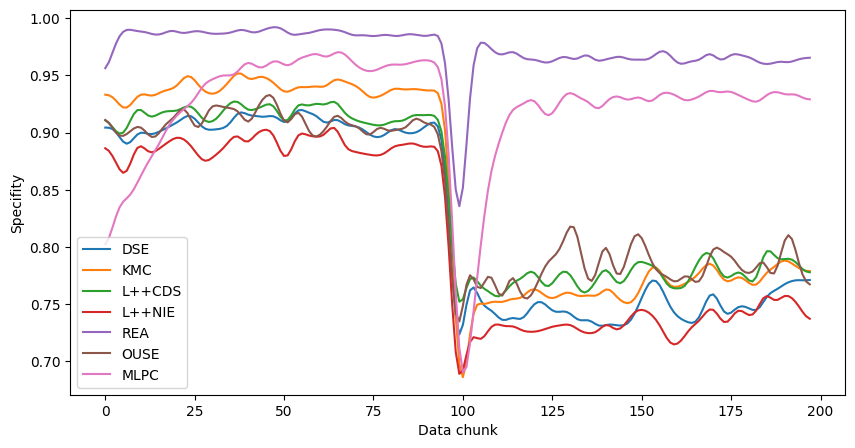 1.00
0.95
0.90
0.85
0.80
0.75
0.70
Specifity
DSE
KMC
L++CDS
L++NIE
REA
OUSE
MLPC
0 25 50 75 100 125 150 175 200
Data chunk